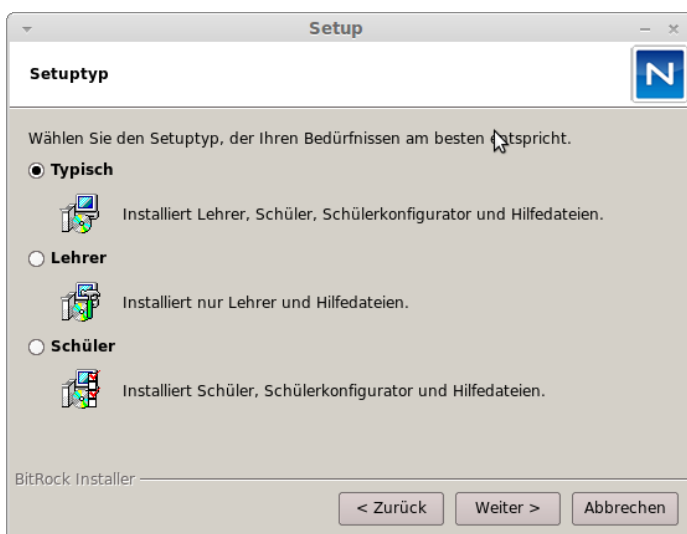 Setup
Setuptyp
N
Wählen Sie den Setuptyp, der Ihren Bedürfnissen am besten entspricht.
Typisch
Installiert Lehrer, Schüler, Schülerkonfigurator und Hilfedateien.
Lehrer
Installiert nur Lehrer und Hilfedateien.
Schüler
Installiert Schüler, Schülerkonfigurator und Hilfedateien.
BitRock Installer
< Zurück Weiter > Abbrechen